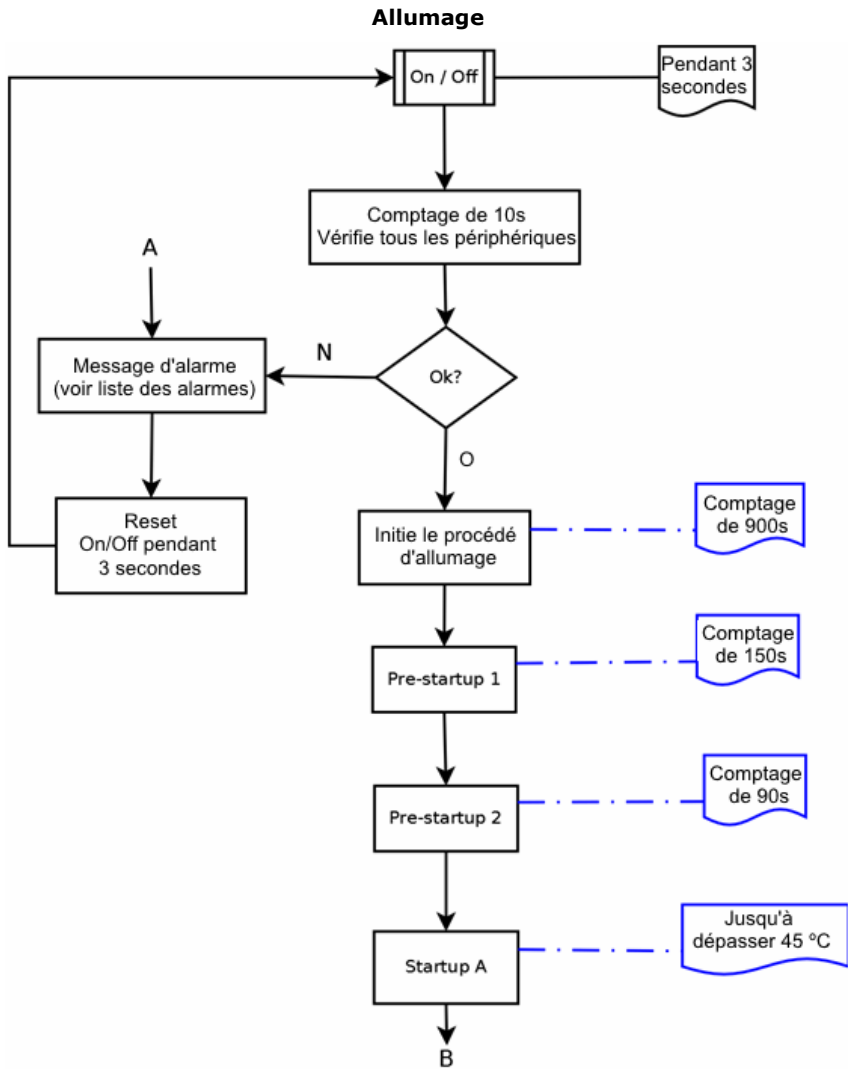 Allumage
On / Off
Pendant 3
secondes
Comptage de 10s
Vérifie tous les périphériques
A
Message d'alarme
(voir liste des alarmes)
N
Ok?
O
Reset
On/Off pendant
3 secondes
Initie le procédé
d'allumage
Comptage
de 900s
Pre-startup 1
Comptage
de 150s
Pre-startup 2
Comptage
de 90s
Startup A
Jusqu'à
dépasser 45 ºC
B